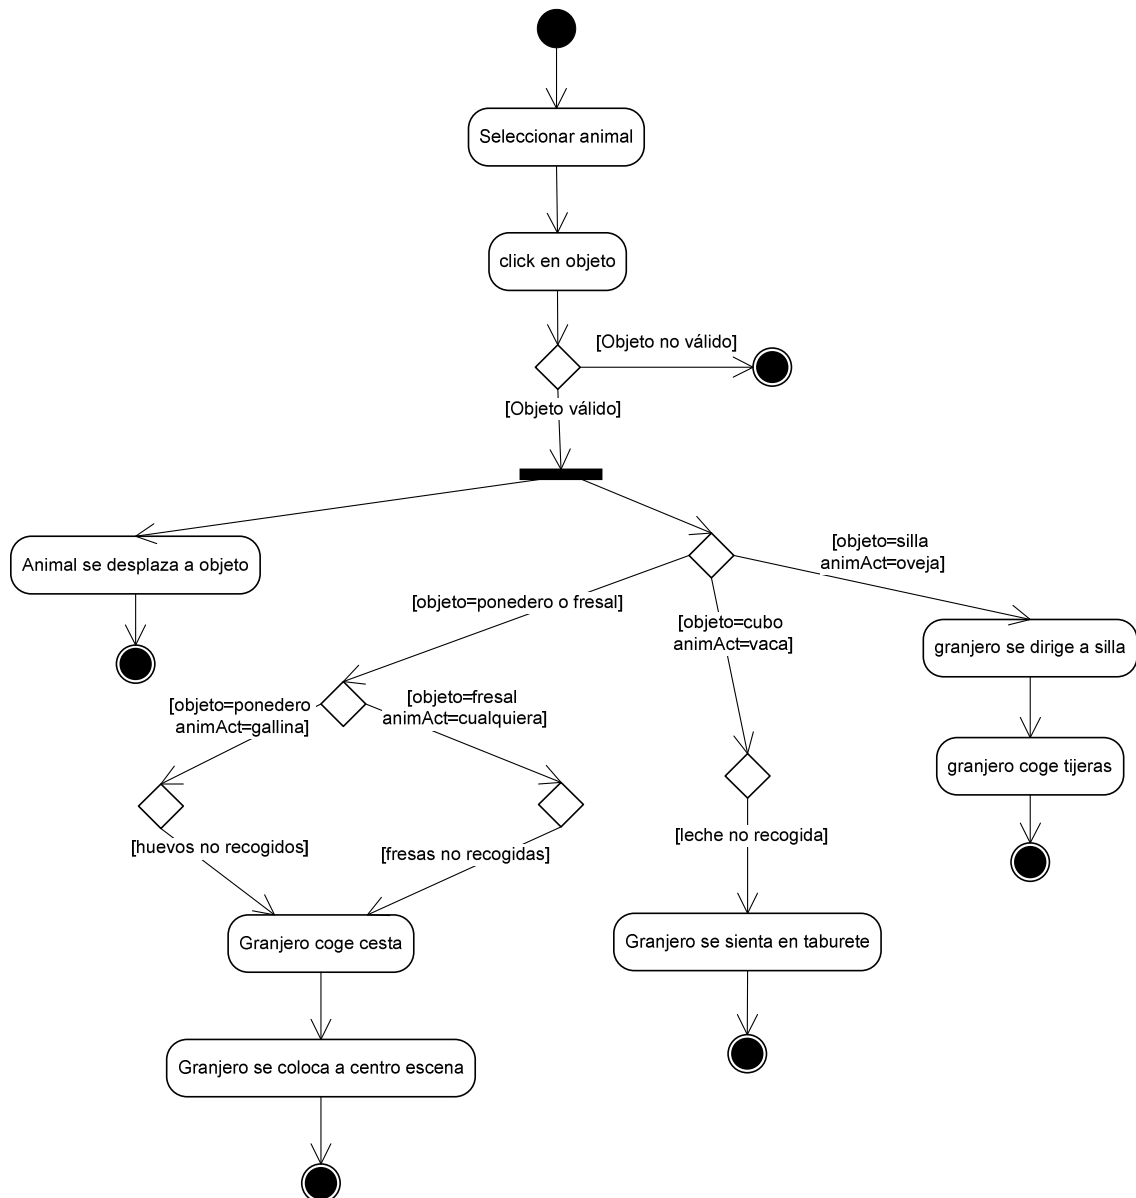 Seleccionar animal
click en objeto
[Objeto no válido]
[Objeto válido]
Animal se desplaza a objeto
[objeto=silla
animAct=oveja]
[objeto=ponedero o fresal]
[objeto=cubo
animAct=vaca]
granjero se dirige a silla
[objeto=ponedero
animAct=gallina]
[objeto=fresal
animAct=cualquiera]
granjero coge tijeras
[huevos no recogidos]
[fresas no recogidas]
[leche no recogida]
Granjero coge cesta
Granjero se sienta en taburete
Granjero se coloca a centro escena